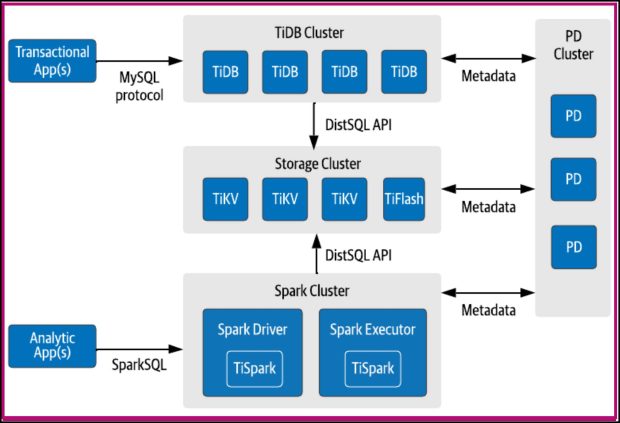 TiDB Cluster
PD
Cluster
Transactional
App(s)
MySQL
protocol
TiDB
TiDB
TiDB
TiDB
Metadata
PD
DistSQL API
Storage Cluster
TiKV
TiKV
TiKV
TiFlash
Metadata
PD
DistSQL API
PD
Spark Cluster
Metadata
Analytic
App(s)
SparkSQL
Spark Driver
TiSpark
Spark Executor
TiSpark